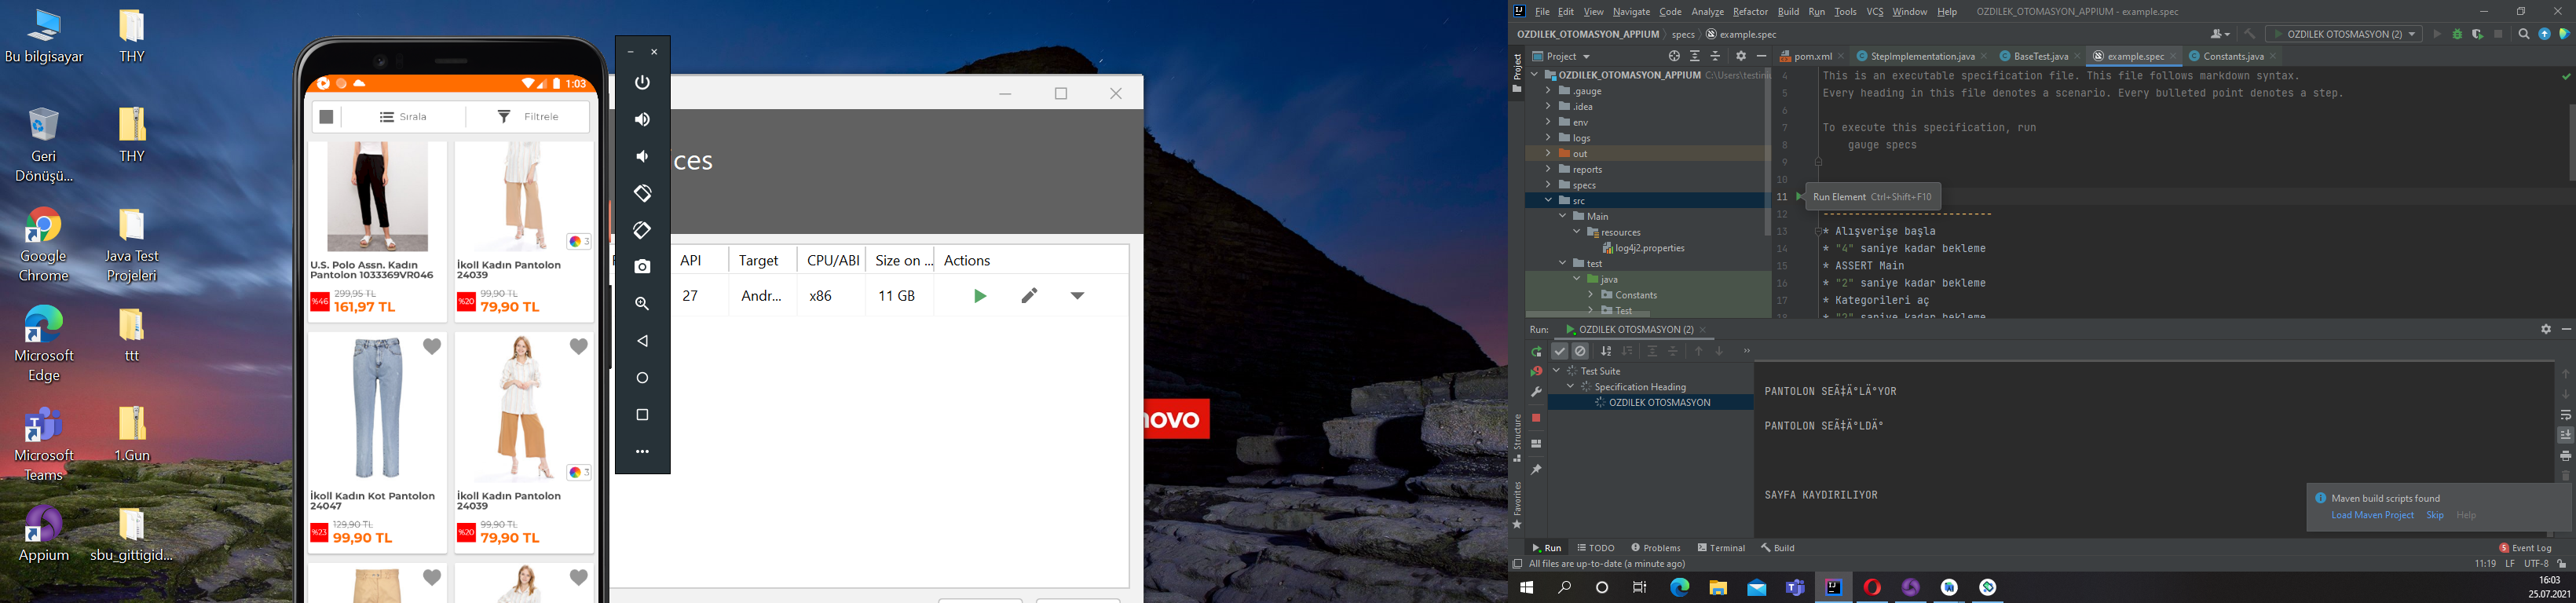 Bu bilgisayar
THY
Geri
Dönüşü...
THY
Google
Chrome
Java Test
Projeleri
Microsoft
Edge
ttt
Microsoft
Teams
1.Gun
Appium
sbu_gittigid...
1:03
Sırala
Filtrele
U.S. Polo Assn. Kadın
Pantolon 1033369VR046
%46
299,95 TL
161,97 TL
3
İkoll Kadın Pantolon
24039
%20
99,90 TL
79,90 TL
İkoll Kadın Kot Pantolon
24047
%23
129,90 TL
99,90 TL
3
İkoll Kadın Pantolon
24039
%20
99,90 TL
79,90 TL
ices
API
Target
CPU/ABI
Size on ...
Actions
27
Andr...
x86
11 GB
novo
File Edit View Navigate Code Analyze Refactor Build Run Tools VCS Window Help OZDILEK_OTOMASYON_APPIUM - example.spec
OZDILEK_OTOMASYON_APPIUM specs example.spec
OZDILEK OTOSMASYON (2)
Project
Project
pom.xml StepImplementation.java BaseTest.java example.spec Constants.java
OZDILEK_OTOMASYON_APPIUM C:\Users\testini
.gauge
.idea
env
logs
out
reports
specs
src
Main
resources
log4j2.properties
test
java
Constants
Test
4 This is an executable specification file. This file follows markdown syntax.
5 Every heading in this file denotes a scenario. Every bulleted point denotes a step.
6
7 To execute this specification, run
8 gauge specs
9
10
11
Run Element Ctrl+Shift+F10
12 ---------------------------
13 * Alışverişe başla
14 * "4" saniye kadar bekleme
15 * ASSERT Main
16 * "2" saniye kadar bekleme
17 * Kategorileri aç
18 * "2" saniye kadar bekleme
Run: OZDILEK OTOSMASYON (2)
Test Suite
Specification Heading
OZDILEK OTOSMASYON
PANTOLON SEÃ‡Ä°LÄ°YOR
PANTOLON SEÃ‡Ä°LDÄ°
SAYFA KAYDIRILIYOR
Structure
Favorites
Maven build scripts found
Load Maven Project Skip Help
Run TODO Problems Terminal Build
5 Event Log
All files are up-to-date (a minute ago)
11:19 LF UTF-8
16:03
25.07.2021